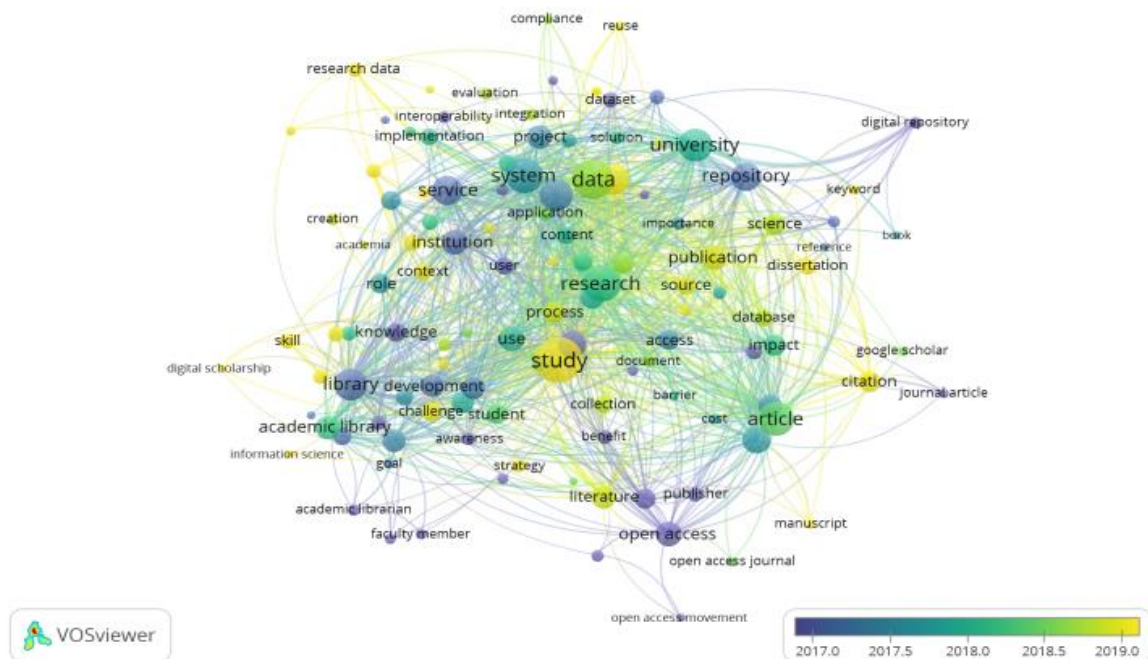 compliance
reuse
research data
evaluation
dataset
interoperability
integration
digital repository
implementation
project
solution
university
system
data
repository
service
keyword
application
creation
importance
science
content
book
academia
institution
reference
user
publication
dissertation
context
role
research
source
process
database
knowledge
use
access
impact
skill
study
document
google scholar
digital scholarship
library
development
citation
journal article
barrier
collection
challenge
student
article
cost
academic library
awareness
benefit
information science
goal
strategy
literature
publisher
academic librarian
manuscript
faculty member
open access
open access journal
open access movement
VOSviewer
2017.0 2017.5 2018.0 2018.5 2019.0